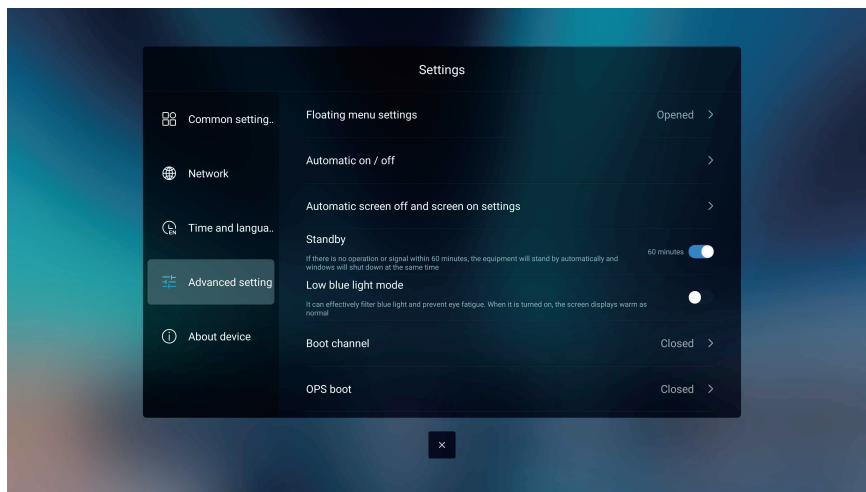 Settings
Common setting..
Network
Time and langua..
Advanced setting
About device
Floating menu settings
Opened
Automatic on / off
Automatic screen off and screen on settings
Standby
If there is no operation or signal within 60 minutes, the equipment will stand by automatically and
windows will shut down at the same time
60 minutes
Low blue light mode
It can effectively filter blue light and prevent eye fatigue. When it is turned on, the screen displays warm as
normal
Boot channel
Closed
OPS boot
Closed
L
EN